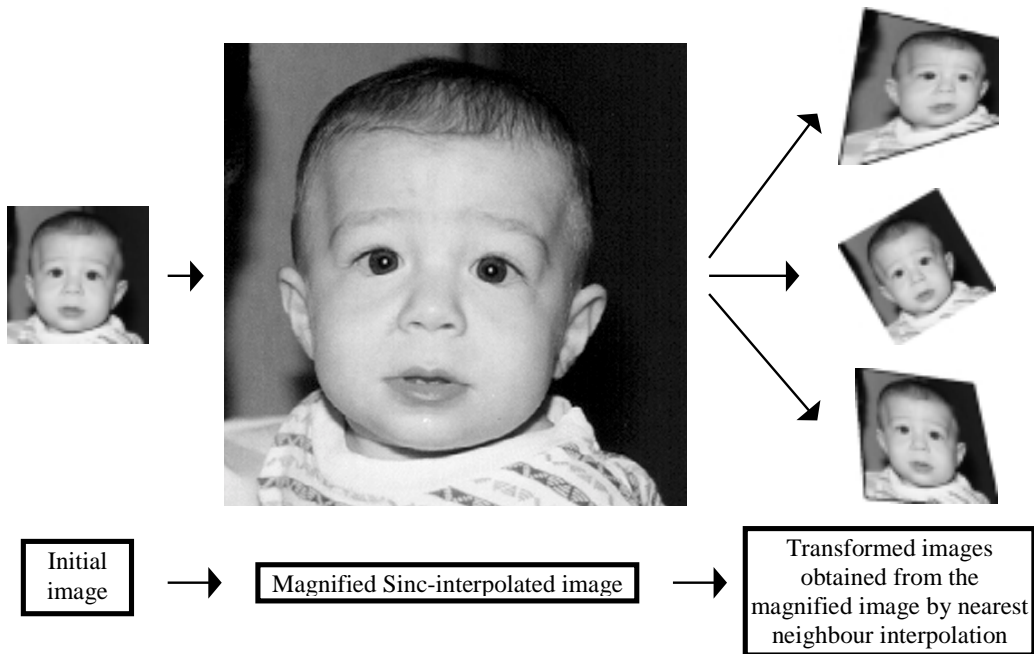 Initial
image
Magnified Sinc-interpolated image
Transformed images
obtained from the
magnified image by nearest
neighbour interpolation